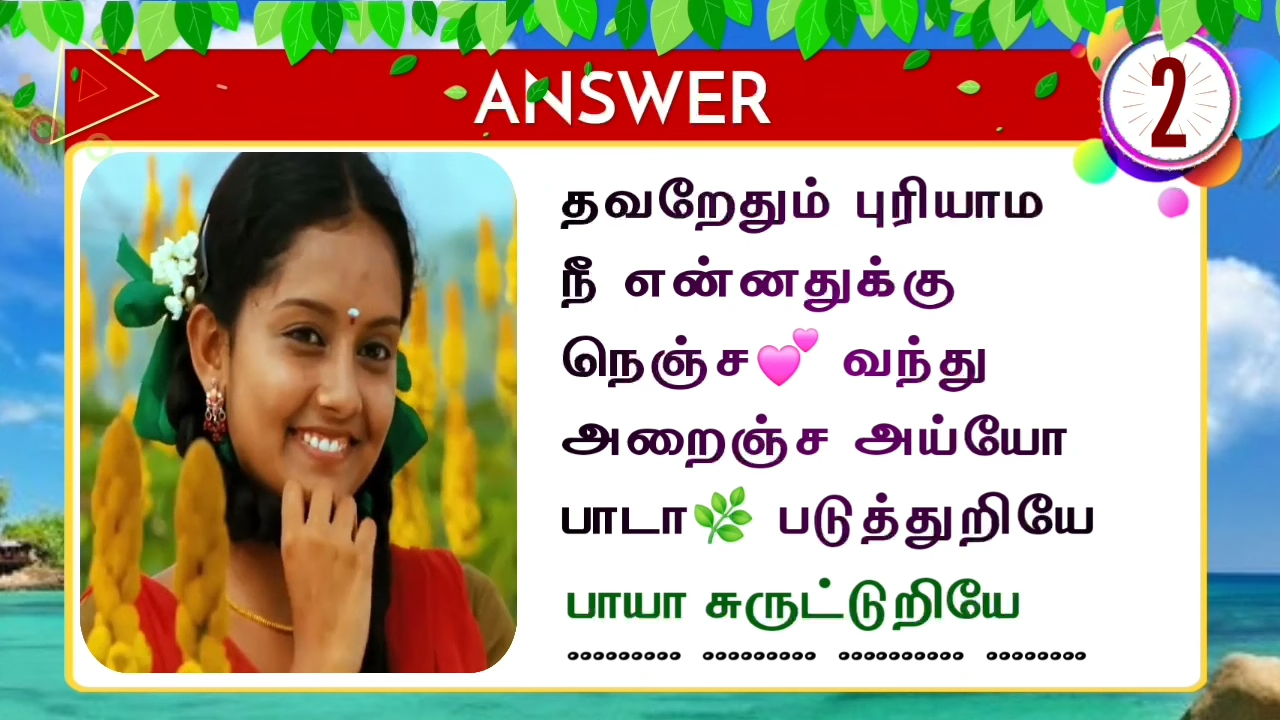 ANSWER
2
தவறேதும் புரியாம
நீ என்னதுக்கு
நெஞ்ச💕 வந்து
அறைஞ்ச அய்யோ
பாடா🌿 படுத்துறியே
பாயா சுருட்டுறியே